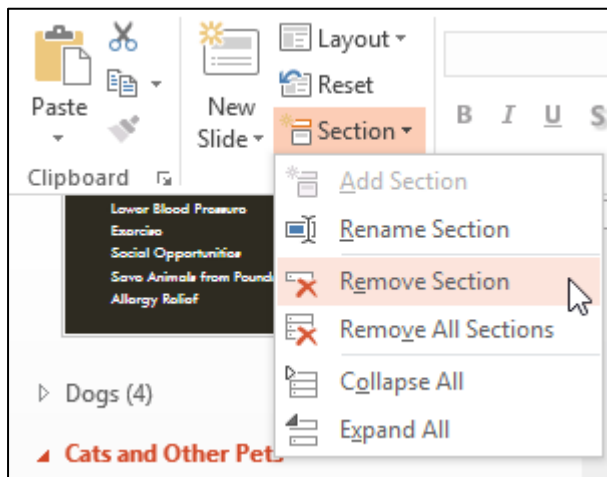 Paste
New
Slide
Layout
Reset
Section
B I U S
Clipboard
Add Section
Rename Section
Remove Section
Remove All Sections
Collapse All
Expand All
Lower Blood Pressure
Exercise
Social Opportunities
Save Animals from Pound
Allergy Relief
Dogs (4)
Cats and Other Pets